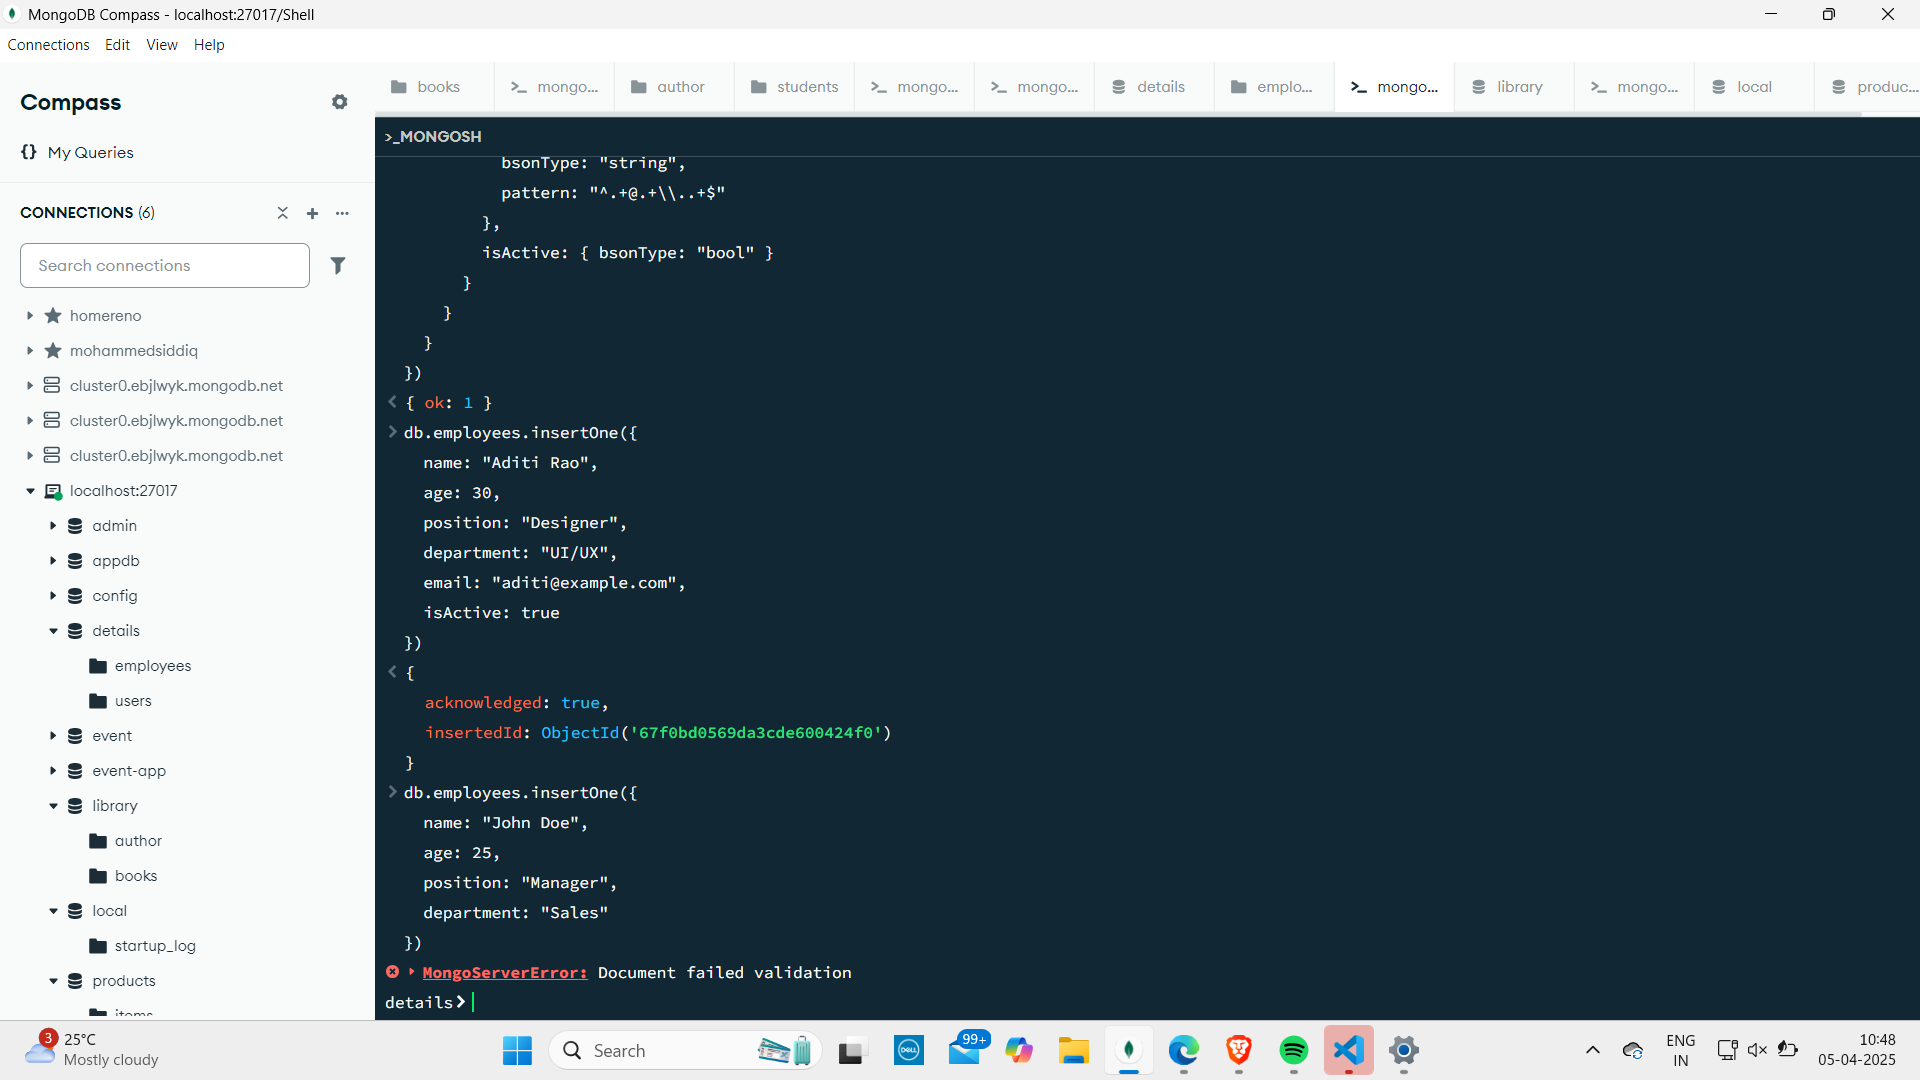 MongoDB Compass - localhost:27017/Shell
Connections Edit View Help
Compass
{} My Queries
CONNECTIONS (6)
Search connections
homereno
mohammedsiddiq
cluster0.ebjlwyk.mongodb.net
cluster0.ebjlwyk.mongodb.net
cluster0.ebjlwyk.mongodb.net
localhost:27017
admin
appdb
config
details
employees
users
event
event-app
library
author
books
local
startup_log
products
items
books >_ mongo... author students >_ mongo... >_ mongo... details emplo... >_ mongo... library >_ mongo... local produc...
>_MONGOSH
bsonType: "string",
pattern: "^.+@.+\\..+$"
},
isActive: { bsonType: "bool" }
}
}
}
})
< { ok: 1 }
> db.employees.insertOne({
name: "Aditi Rao",
age: 30,
position: "Designer",
department: "UI/UX",
email: "aditi@example.com",
isActive: true
})
< {
acknowledged: true,
insertedId: ObjectId('67f0bd0569da3cde600424f0')
}
> db.employees.insertOne({
name: "John Doe",
age: 25,
position: "Manager",
department: "Sales"
})
MongoServerError: Document failed validation
details>
3 25°C
Mostly cloudy
Search
DELL
99+
ENG
IN
10:48
05-04-2025